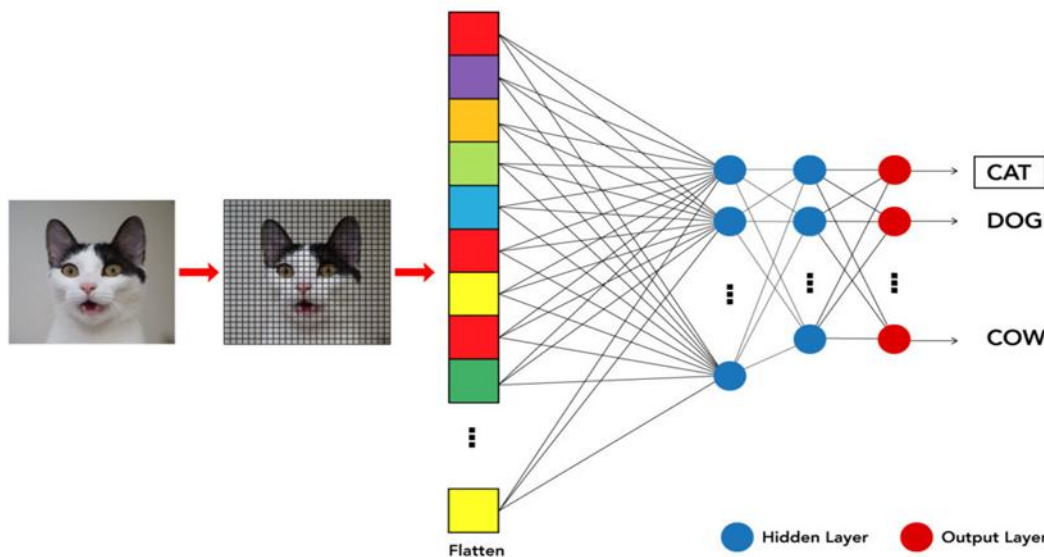 CAT
DOG
COW
Flatten
Hidden Layer
Output Layer